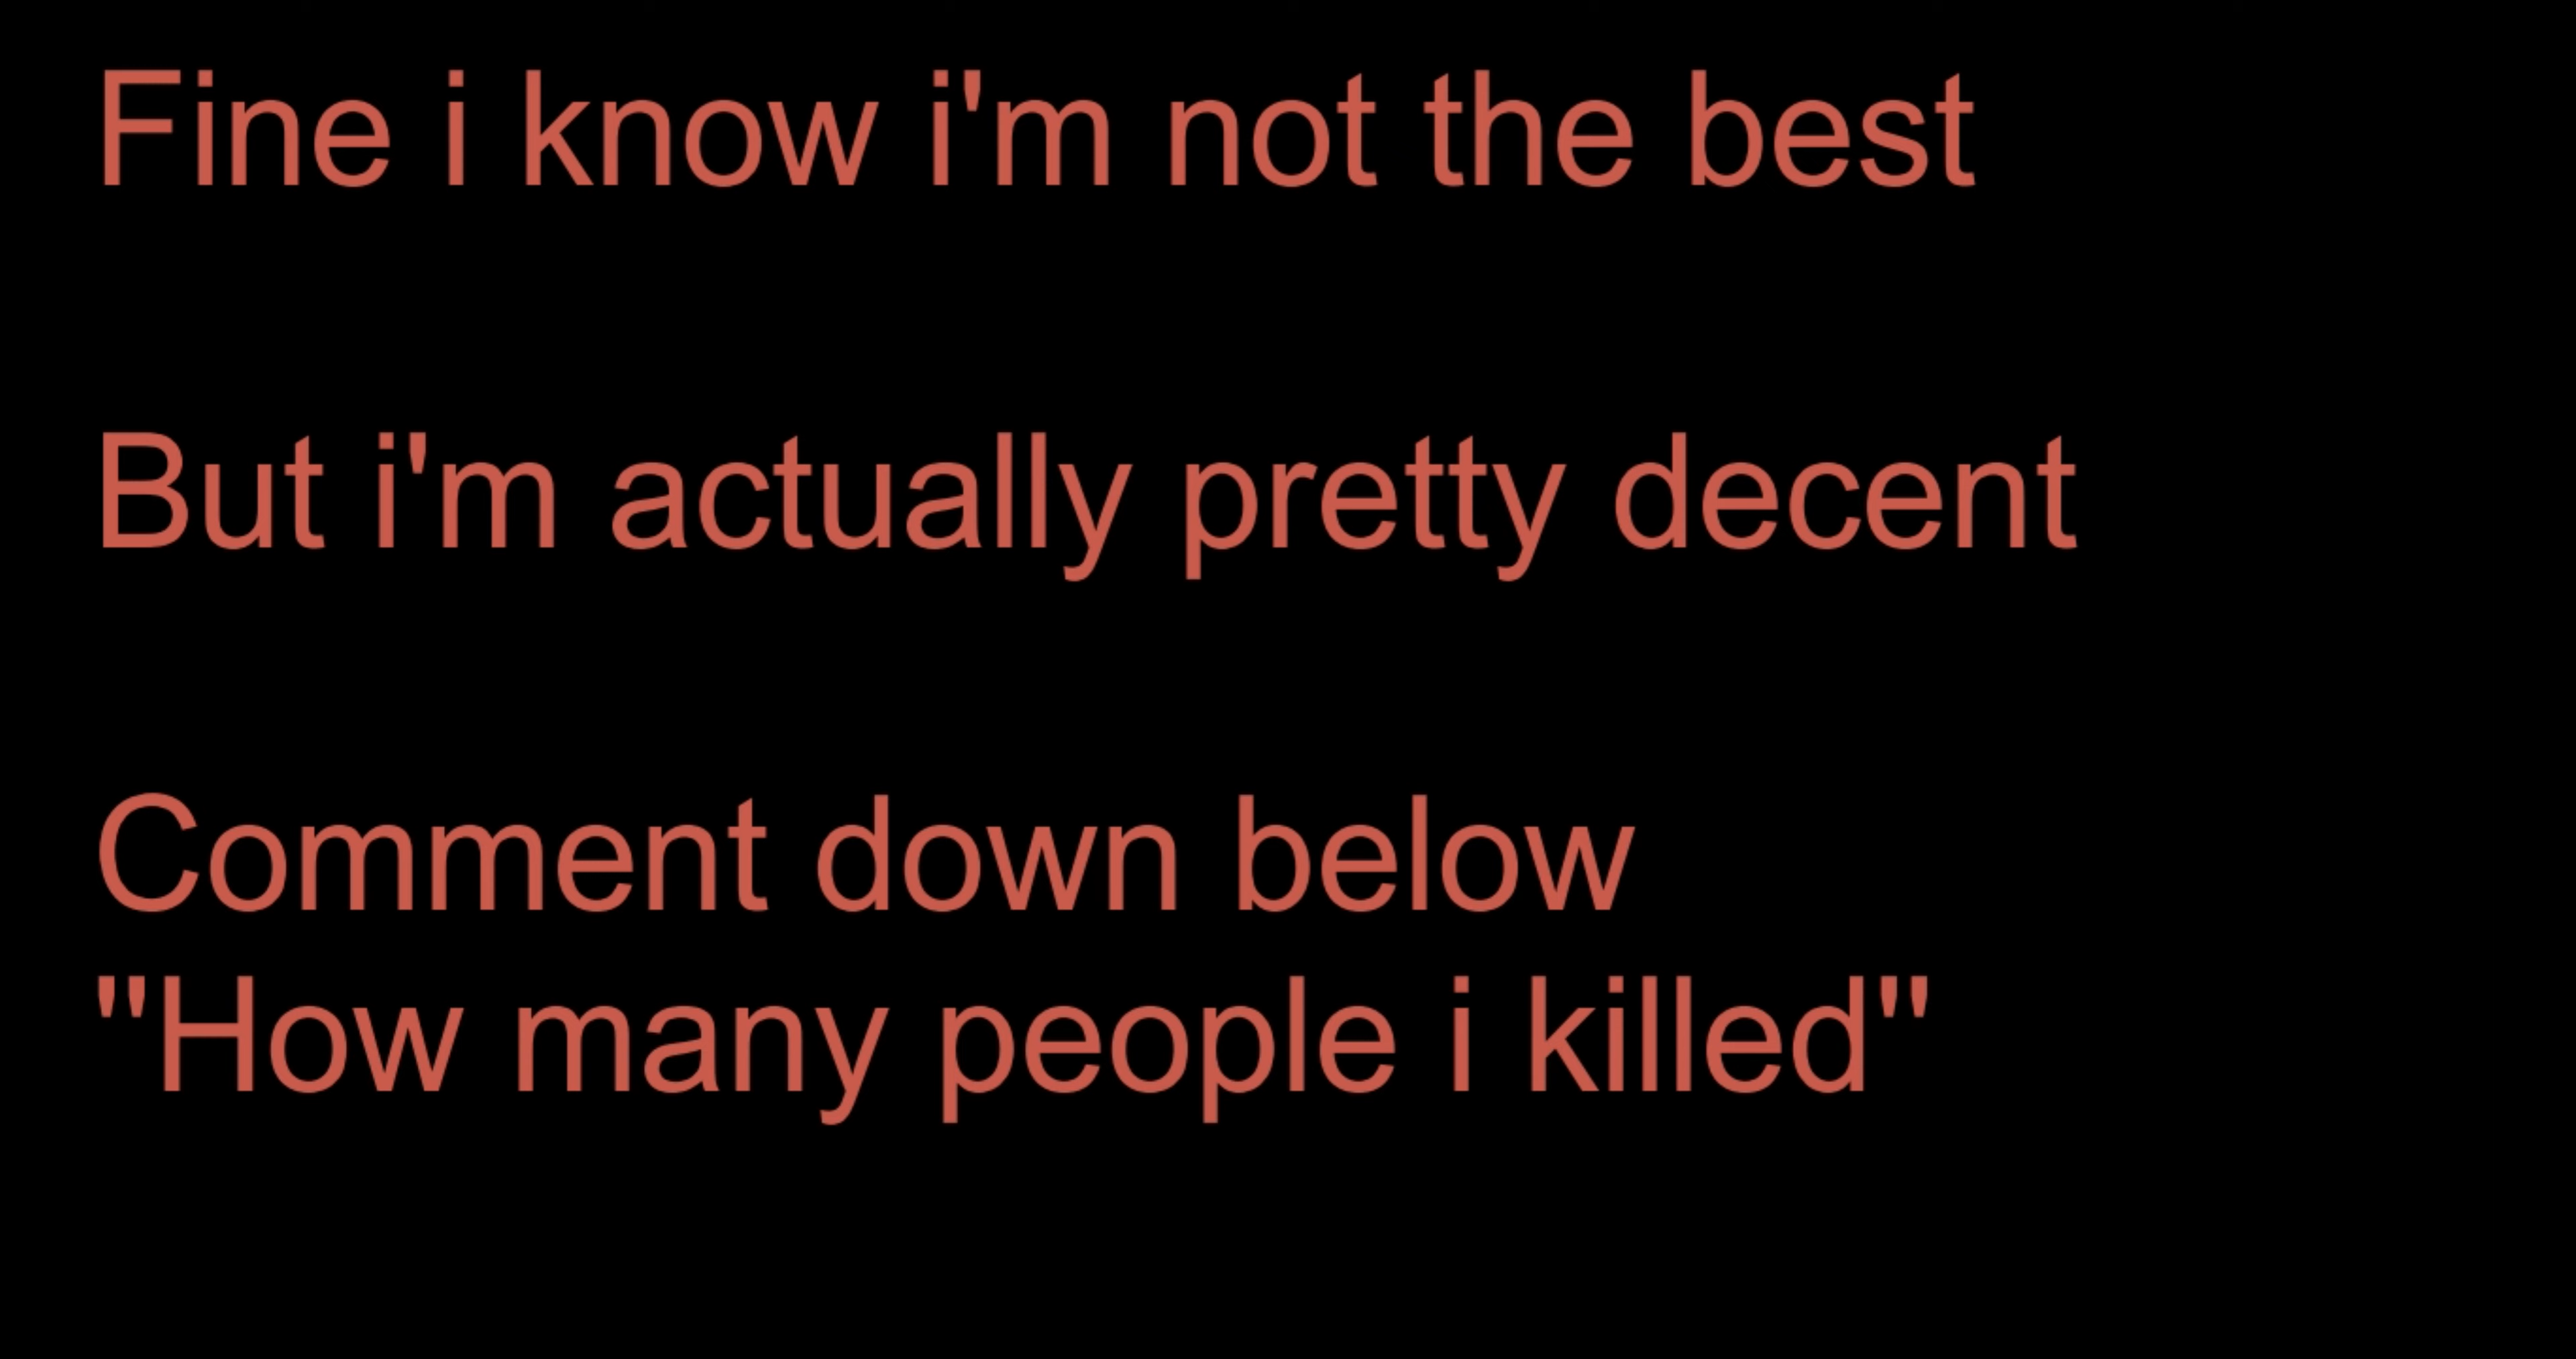 Fine i know i'm not the best
But i'm actually pretty decent
Comment down below
"How many people i killed"